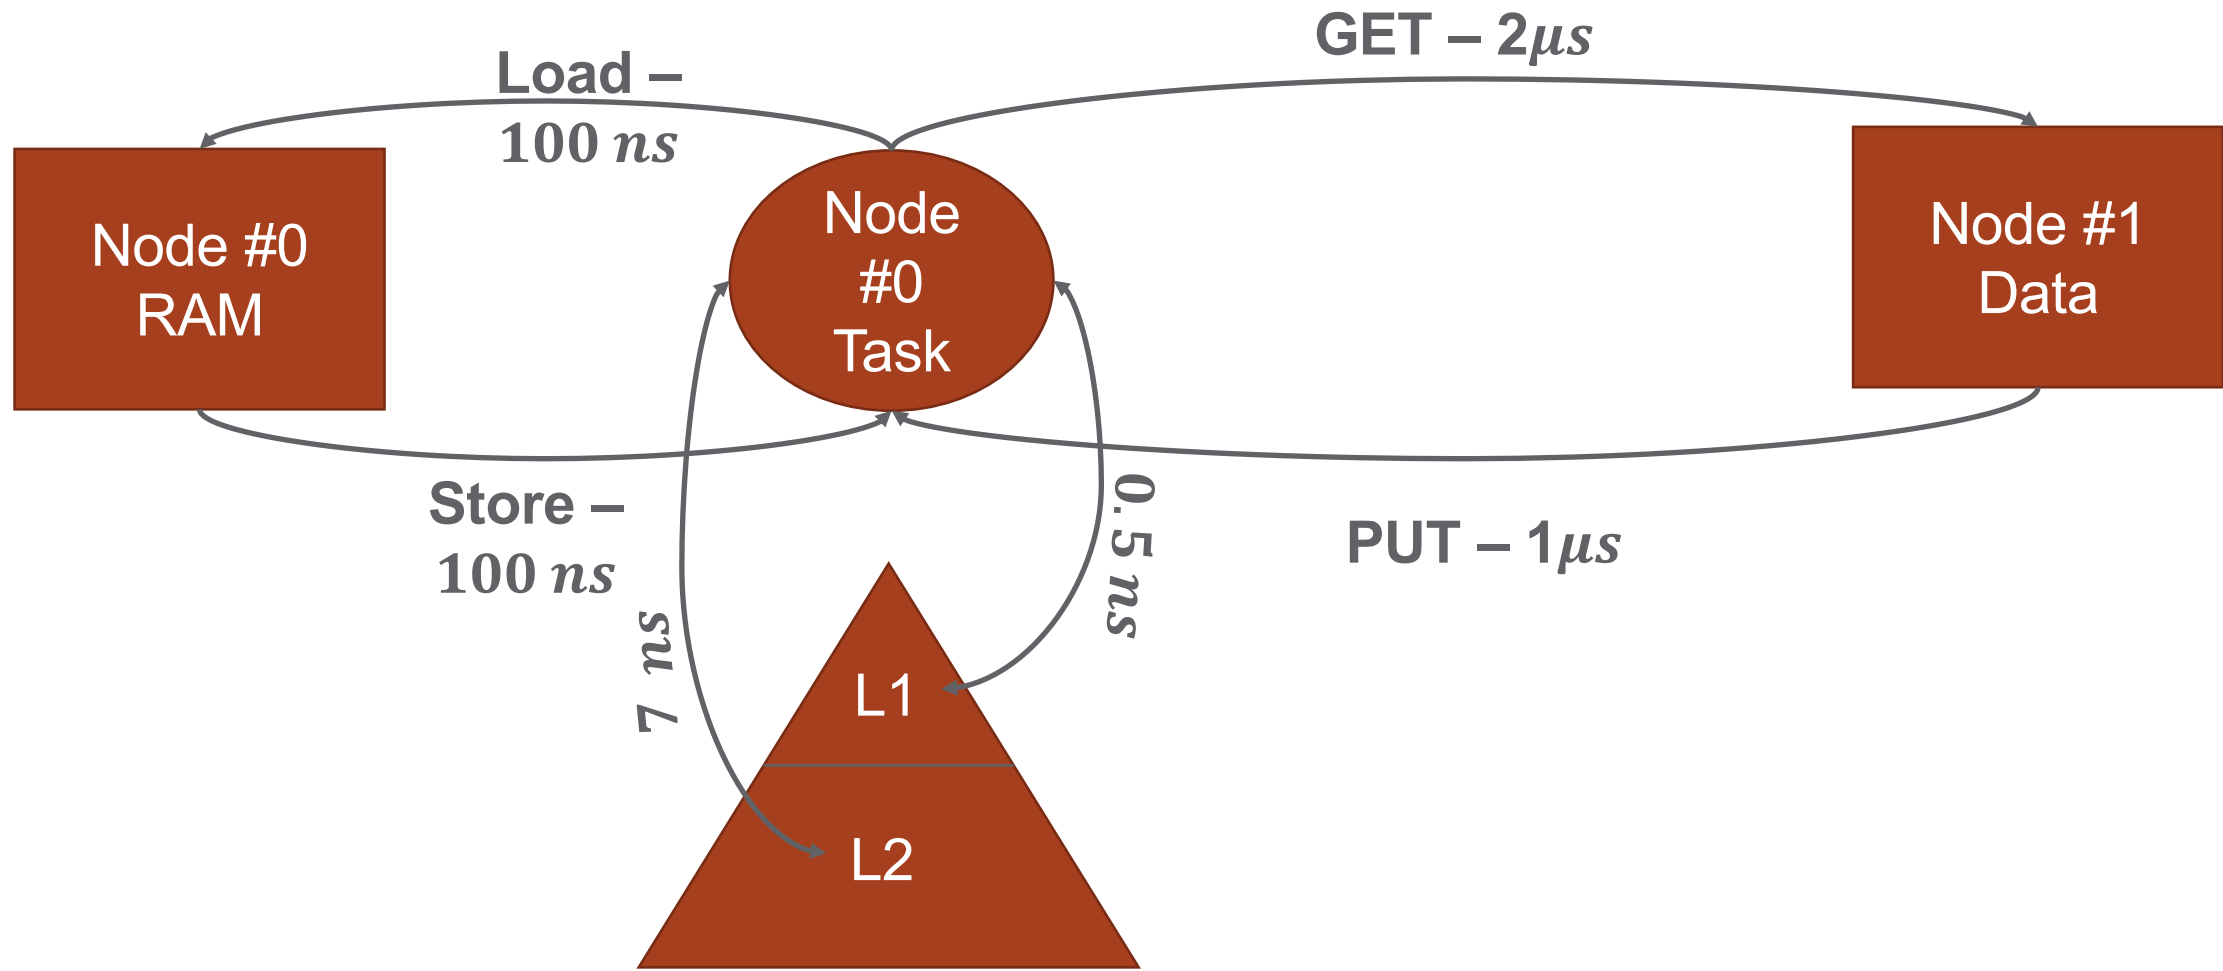 GET – 2μs
Load –
100 ns
Node #0
RAM
Node
#0
Task
Node #1
Data
Store –
100 ns
PUT – 1μs
0.5 ns
7 ns
L1
L2